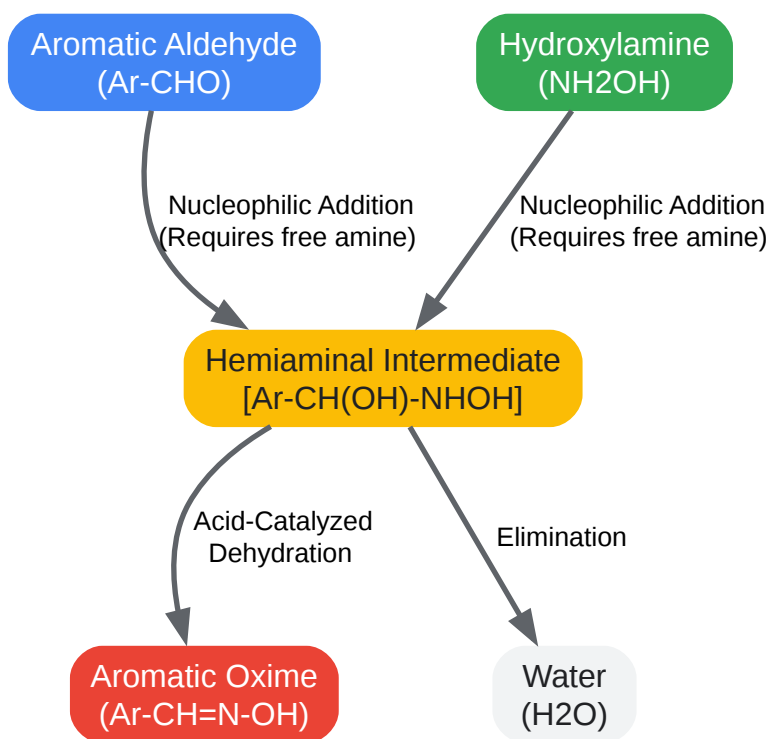 Aromatic Aldehyde
(Ar-CHO)
Hydroxylamine
(NH2OH)
Nucleophilic Addition
(Requires free amine)
Nucleophilic Addition
(Requires free amine)
Hemiaminal Intermediate
[Ar-CH(OH)-NHOH]
Acid-Catalyzed
Dehydration
Elimination
Aromatic Oxime
(Ar-CH=N-OH)
Water
(H2O)